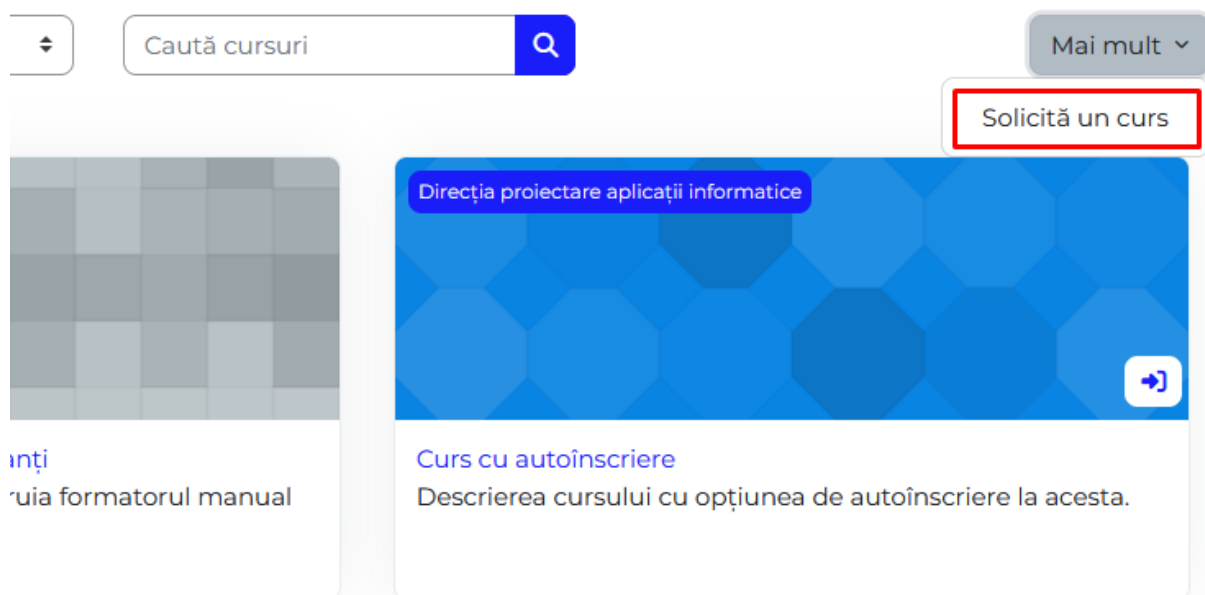 Caută cursuri
Mai mult
Solicită un curs
Direcția proiectare aplicații informatice
anți
ruia formatorul manual
Curs cu autoînscriere
Descrierea cursului cu opțiunea de autoînscriere la acesta.